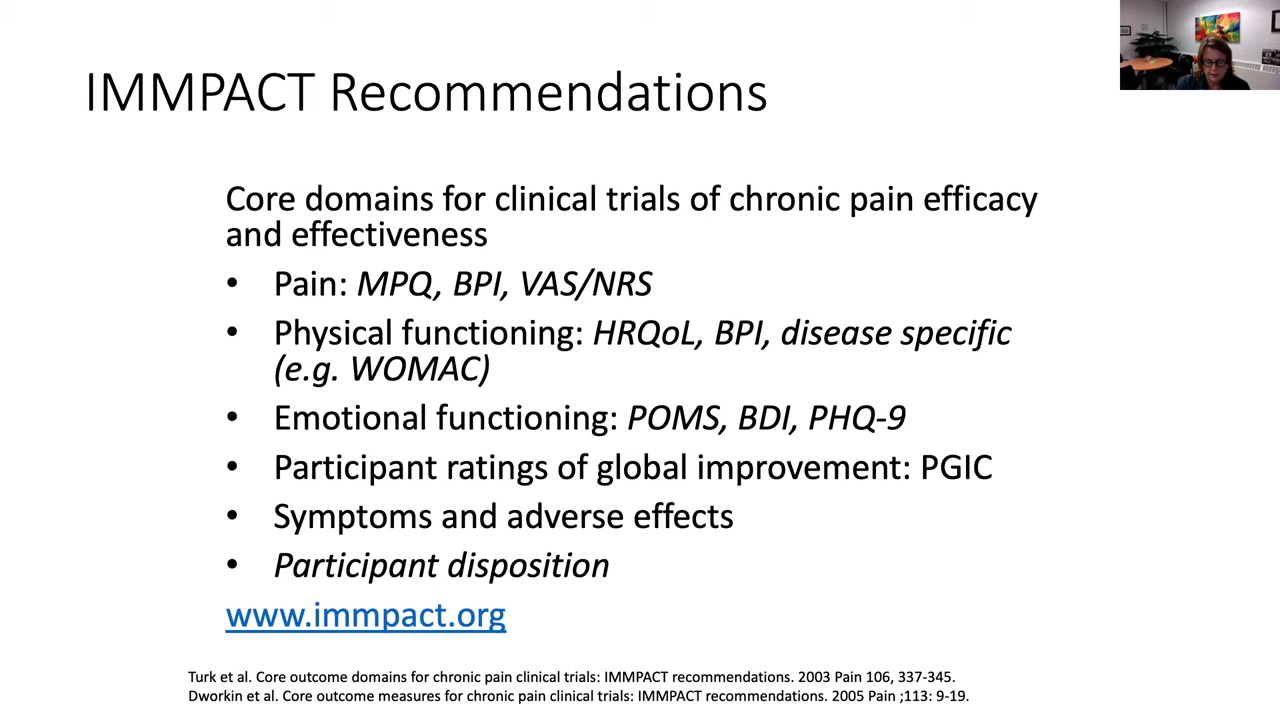 IMMPACT Recommendations
Core domains for clinical trials of chronic pain efficacy
and effectiveness
• Pain: MPQ, BPI, VAS/NRS
• Physical functioning: HRQoL, BPI, disease specific
(e.g. WOMAC)
• Emotional functioning: POMS, BDI, PHQ-9
• Participant ratings of global improvement: PGIC
• Symptoms and adverse effects
• Participant disposition
www.immpact.org
Turk et al. Core outcome domains for chronic pain clinical trials: IMMPACT recommendations. 2003 Pain 106, 337-345.
Dworkin et al. Core outcome measures for chronic pain clinical trials: IMMPACT recommendations. 2005 Pain ;113: 9-19.